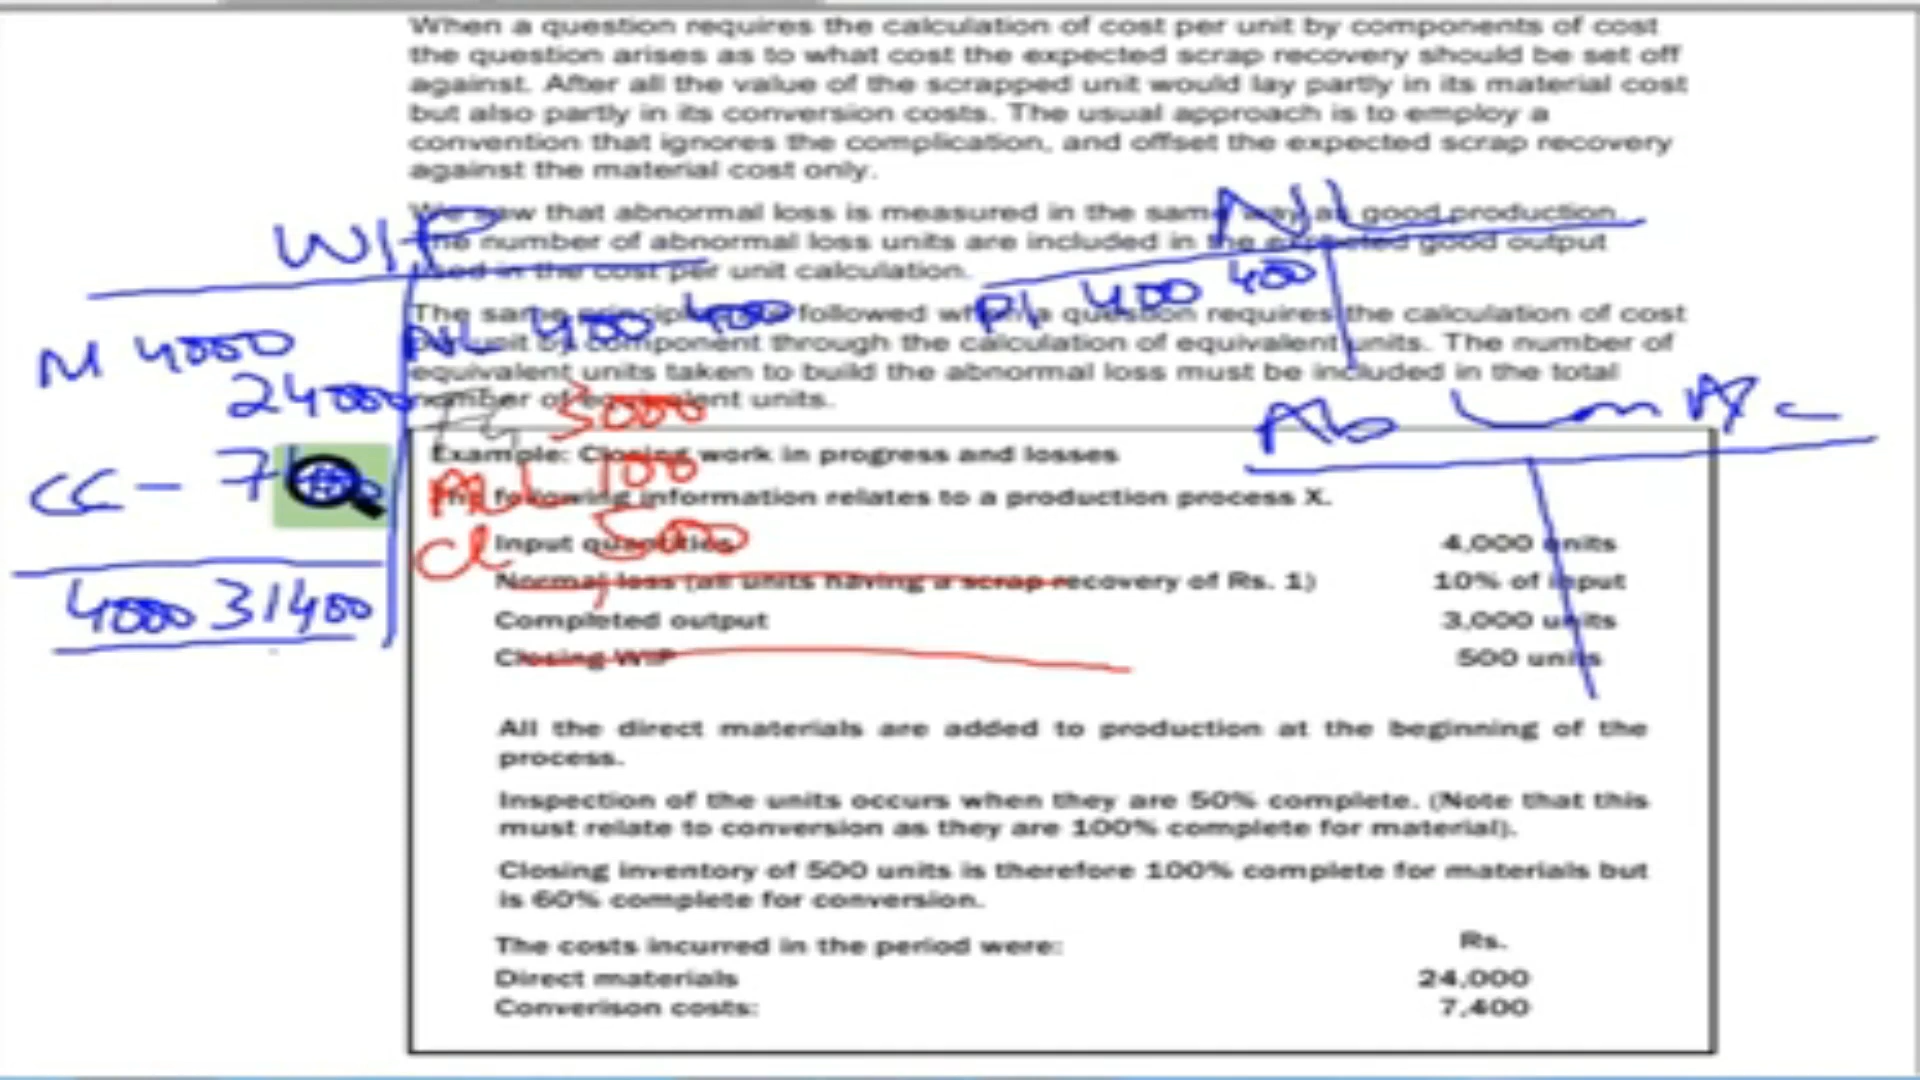 When a question requires the calculation of cost per unit by components of cost
the question arises as to what cost the expected scrap recovery should be set off
against. After all the value of the scrapped unit would lay partly in its material cost
but also partly in its conversion costs. The usual approach is to employ a
convention that ignores the complication, and offset the expected scrap recovery
against the material cost only.
We saw that abnormal loss is measured in the same way as good production.
The number of abnormal loss units are included in the expected good output
used in the cost per unit calculation.
The same principle is followed when a question requires the calculation of cost
per unit by component through the calculation of equivalent units. The number of
equivalent units taken to build the abnormal loss must be included in the total
number of equivalent units.
WIP
M 4000
24000
CC -
4000 31400
NL 400 400
3000
100
Cl 500
NL
PL 400 400
Ab Loss A/c
Example: Closing work in progress and losses
The following information relates to a production process X.
Input quantities 4,000 units
Normal loss (all units having a scrap recovery of Rs. 1) 10% of input
Completed output 3,000 units
Closing WIP 500 units
All the direct materials are added to production at the beginning of the
process.
Inspection of the units occurs when they are 50% complete. (Note that this
must relate to conversion as they are 100% complete for material).
Closing inventory of 500 units is therefore 100% complete for materials but
is 60% complete for conversion.
The costs incurred in the period were: Rs.
Direct materials 24,000
Converison costs: 7,400